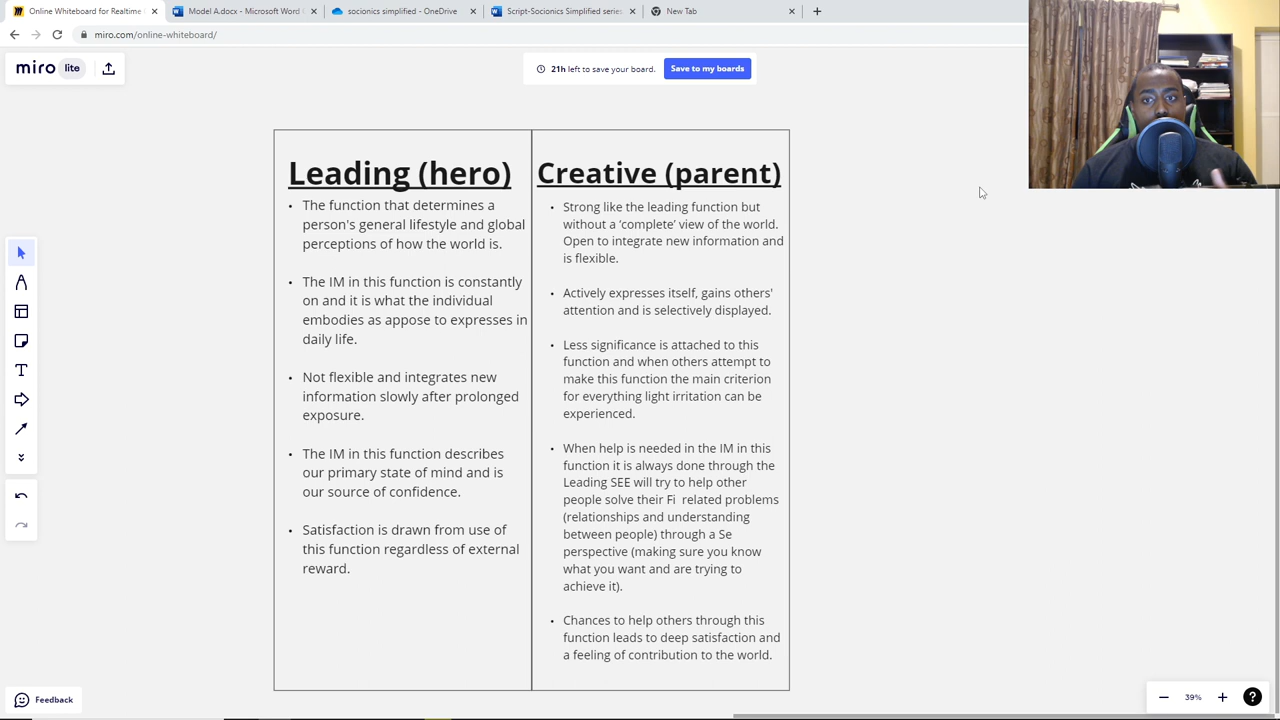 Online Whiteboard for Realtime
Model A.docx - Microsoft Word
socionics simplified - OneDrive
Script-Socionics Simplified serie
New Tab
miro.com/online-whiteboard/
miro lite
21h left to save your board.
Save to my boards
Leading (hero)
The function that determines a
person's general lifestyle and global
perceptions of how the world is.
The IM in this function is constantly
on and it is what the individual
embodies as appose to expresses in
daily life.
Not flexible and integrates new
information slowly after prolonged
exposure.
The IM in this function describes
our primary state of mind and is
our source of confidence.
Satisfaction is drawn from use of
this function regardless of external
reward.
Creative (parent)
Strong like the leading function but
without a ‘complete’ view of the world.
Open to integrate new information and
is flexible.
Actively expresses itself, gains others'
attention and is selectively displayed.
Less significance is attached to this
function and when others attempt to
make this function the main criterion
for everything light irritation can be
experienced.
When help is needed in the IM in this
function it is always done through the
Leading SEE will try to help other
people solve their Fi related problems
(relationships and understanding
between people) through a Se
perspective (making sure you know
what you want and are trying to
achieve it).
Chances to help others through this
function leads to deep satisfaction and
a feeling of contribution to the world.
Feedback
39%